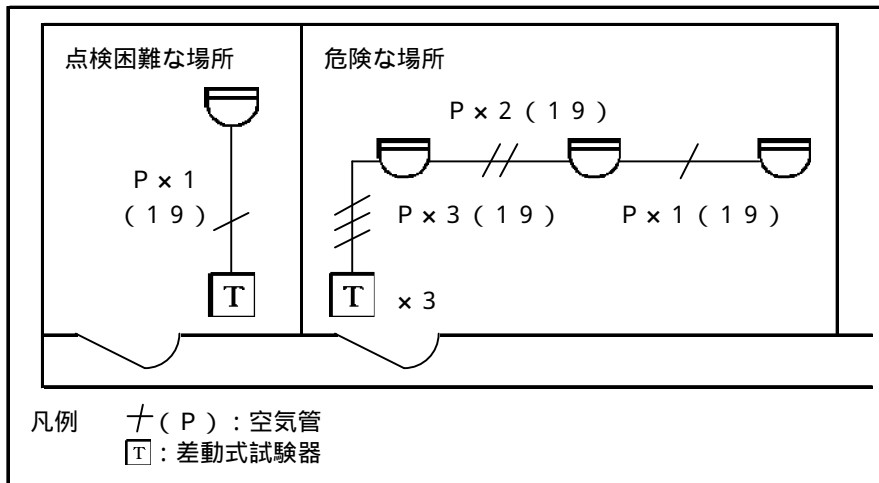 点検困難な場所
危険な場所
P×2(19)
P×1
(19)
P×3(19)
P×1(19)
T
T ×3
凡例 (P):空気管
T:差動式試験器